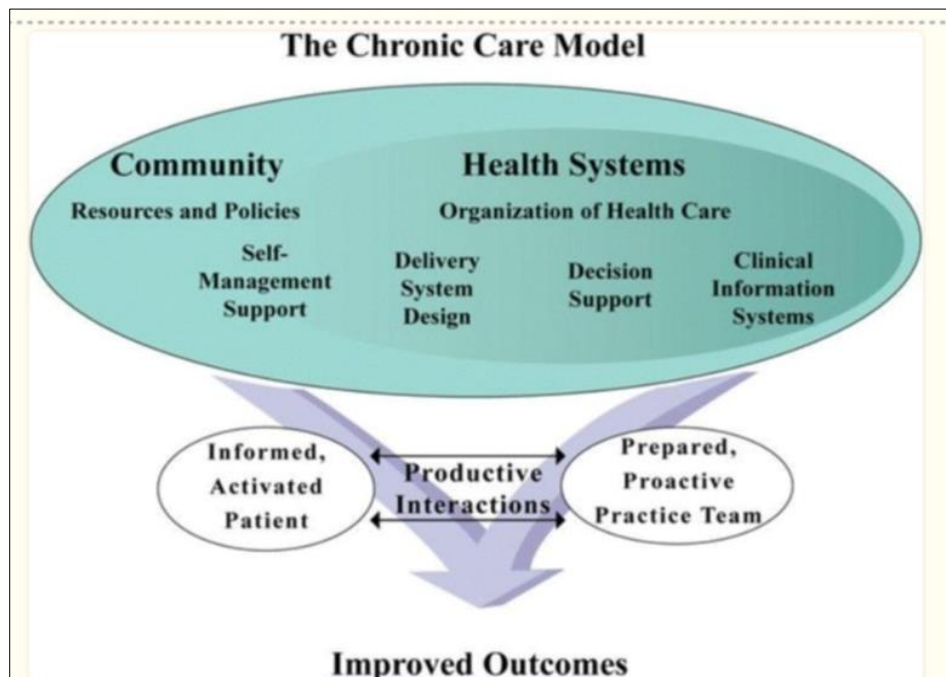 The Chronic Care Model
Community
Health Systems
Resources and Policies
Organization of Health Care
Self-
Management
Support
Delivery
System
Design
Decision
Support
Clinical
Information
Systems
Informed,
Activated
Patient
Productive
Interactions
Prepared,
Proactive
Practice Team
Improved Outcomes